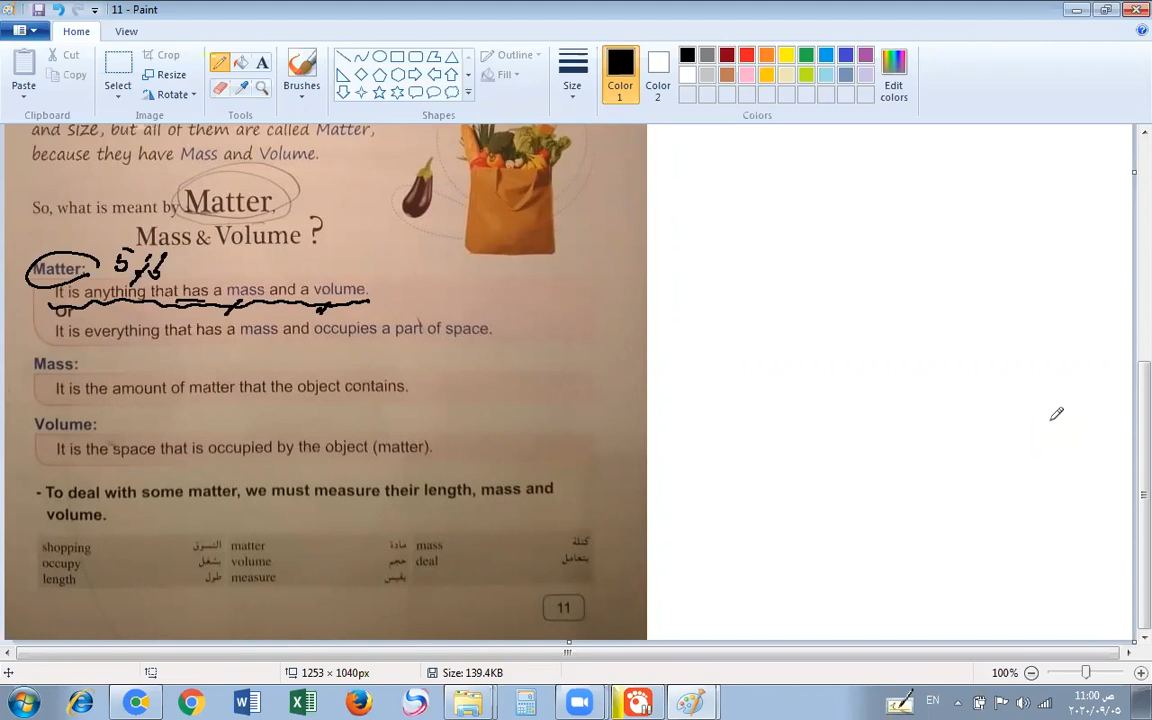 11 - Paint
Home
View
Paste
Cut
Copy
Clipboard
Select
Crop
Resize
Rotate
Image
Tools
Brushes
Shapes
Outline
Fill
Size
Color 1
Color 2
Edit colors
Colors
and size, but all of them are called Matter,
because they have Mass and Volume.
So, what is meant by Matter,
Mass & Volume ?
Matter:
It is anything that has a mass and a volume.
Or
It is everything that has a mass and occupies a part of space.
Mass:
It is the amount of matter that the object contains.
Volume:
It is the space that is occupied by the object (matter).
- To deal with some matter, we must measure their length, mass and
volume.
shopping التسوق matter مادة mass كتلة
occupy يشغل volume حجم deal يتعامل
length طول measure يقيس
11
1253 × 1040px
Size: 139.4KB
100%
EN
11:00 ص
٢٠٢٠/٠٩/٠٥